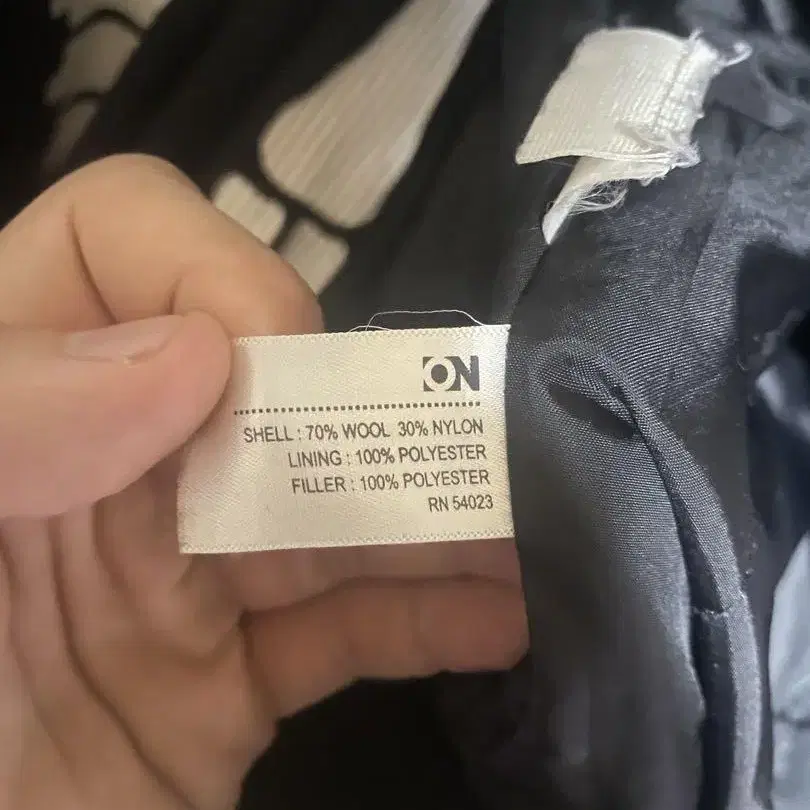 ON
SHELL : 70% WOOL 30% NYLON
LINING : 100% POLYESTER
FILLER : 100% POLYESTER
RN 54023